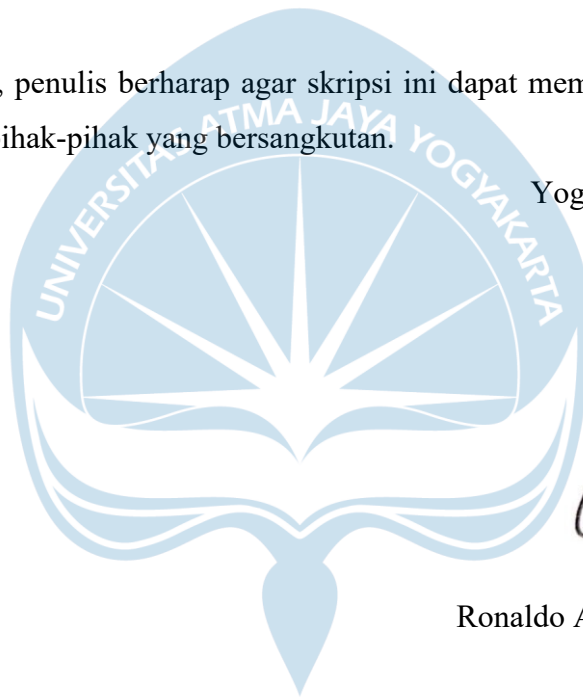 , penulis berharap agar skripsi ini dapat mem
ihak-pihak yang bersangkutan.
UNIVERSITAS ATMA JAYA YOGYAKARTA
Yog
Ronaldo A